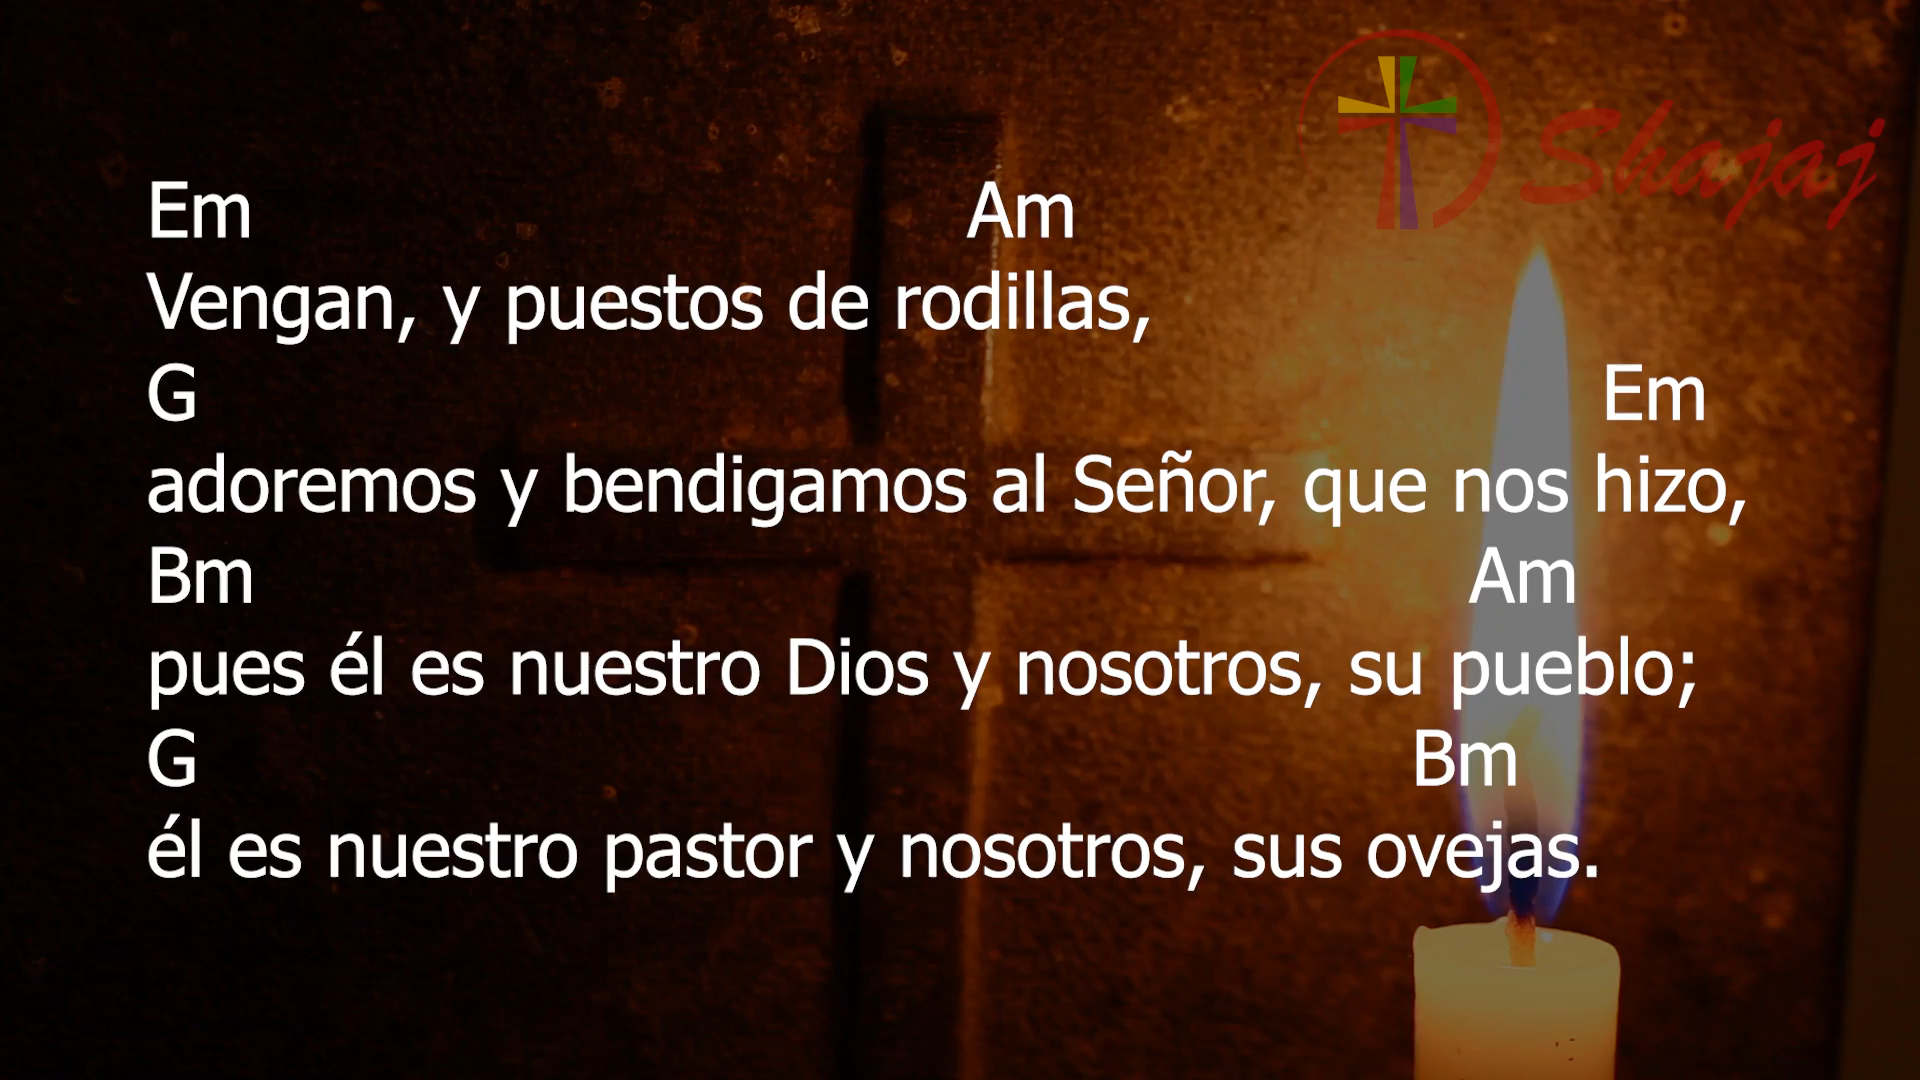 Shajaj
Em Am
Vengan, y puestos de rodillas,
G Em
adoremos y bendigamos al Señor, que nos hizo,
Bm Am
pues él es nuestro Dios y nosotros, su pueblo;
G Bm
él es nuestro pastor y nosotros, sus ovejas.